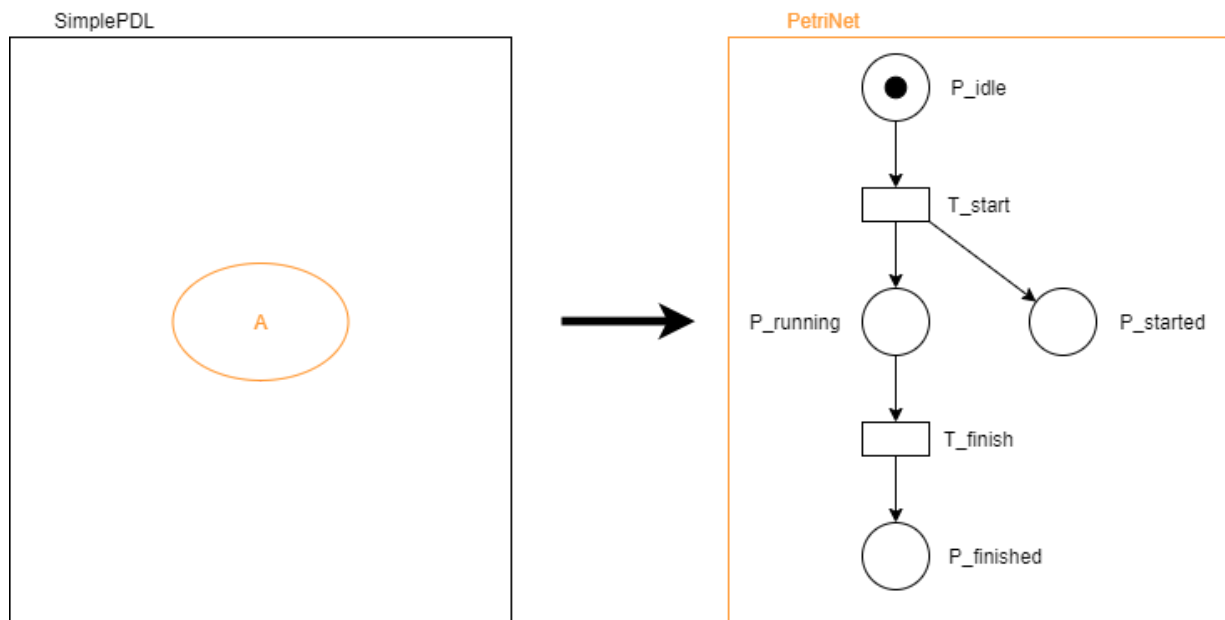 SimplePDL
PetriNet
P_idle
T_start
A
P_running
P_started
T_finish
P_finished